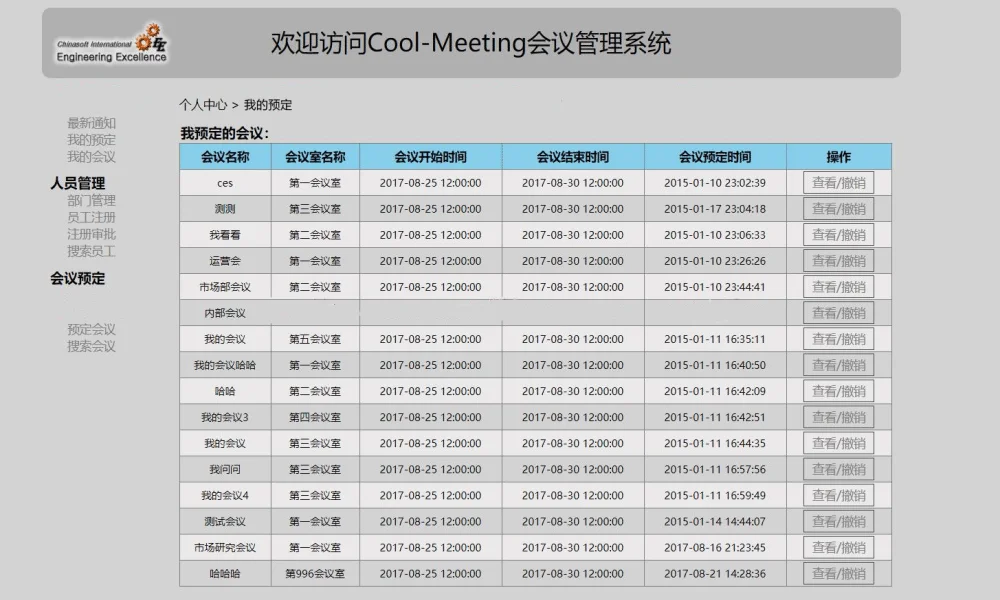 Chinasoft International
Engineering Excellence
欢迎访问Cool-Meeting会议管理系统
个人中心 > 我的预定
最新通知
我的预定
我的会议
人员管理
部门管理
员工注册
注册审批
搜索员工
会议预定
预定会议
搜索会议
我预定的会议：
会议名称 会议室名称 会议开始时间 会议结束时间 会议预定时间 操作
ces 第一会议室 2017-08-25 12:00:00 2017-08-30 12:00:00 2015-01-10 23:02:39 查看/撤销
测测 第三会议室 2017-08-25 12:00:00 2017-08-30 12:00:00 2015-01-17 23:04:18 查看/撤销
我看看 第二会议室 2017-08-25 12:00:00 2017-08-30 12:00:00 2015-01-10 23:06:33 查看/撤销
运营会 第一会议室 2017-08-25 12:00:00 2017-08-30 12:00:00 2015-01-10 23:26:26 查看/撤销
市场部会议 第二会议室 2017-08-25 12:00:00 2017-08-30 12:00:00 2015-01-10 23:44:41 查看/撤销
内部会议 查看/撤销
我的会议 第五会议室 2017-08-25 12:00:00 2017-08-30 12:00:00 2015-01-11 16:35:11 查看/撤销
我的会议哈哈 第一会议室 2017-08-25 12:00:00 2017-08-30 12:00:00 2015-01-11 16:40:50 查看/撤销
哈哈 第二会议室 2017-08-25 12:00:00 2017-08-30 12:00:00 2015-01-11 16:42:09 查看/撤销
我的会议3 第四会议室 2017-08-25 12:00:00 2017-08-30 12:00:00 2015-01-11 16:42:51 查看/撤销
我的会议 第三会议室 2017-08-25 12:00:00 2017-08-30 12:00:00 2015-01-11 16:44:35 查看/撤销
我问问 第三会议室 2017-08-25 12:00:00 2017-08-30 12:00:00 2015-01-11 16:57:56 查看/撤销
我的会议4 第三会议室 2017-08-25 12:00:00 2017-08-30 12:00:00 2015-01-11 16:59:49 查看/撤销
测试会议 第一会议室 2017-08-25 12:00:00 2017-08-30 12:00:00 2015-01-14 14:44:07 查看/撤销
市场研究会议 第一会议室 2017-08-25 12:00:00 2017-08-30 12:00:00 2017-08-16 21:23:45 查看/撤销
哈哈哈 第996会议室 2017-08-25 12:00:00 2017-08-30 12:00:00 2017-08-21 14:28:36 查看/撤销